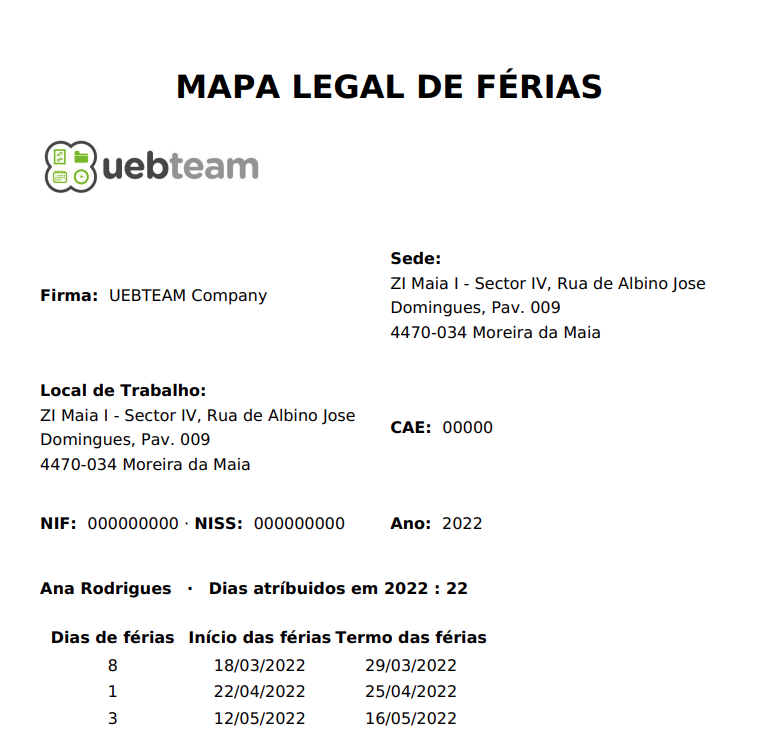 MAPA LEGAL DE FÉRIAS
uebteam
Firma: UEBTEAM Company
Sede:
ZI Maia I - Sector IV, Rua de Albino Jose
Domingues, Pav. 009
4470-034 Moreira da Maia
Local de Trabalho:
ZI Maia I - Sector IV, Rua de Albino Jose
Domingues, Pav. 009
4470-034 Moreira da Maia
CAE: 00000
NIF: 000000000 · NISS: 000000000
Ano: 2022
Ana Rodrigues · Dias atríbuidos em 2022 : 22
Dias de férias Início das férias Termo das férias
8 18/03/2022 29/03/2022
1 22/04/2022 25/04/2022
3 12/05/2022 16/05/2022